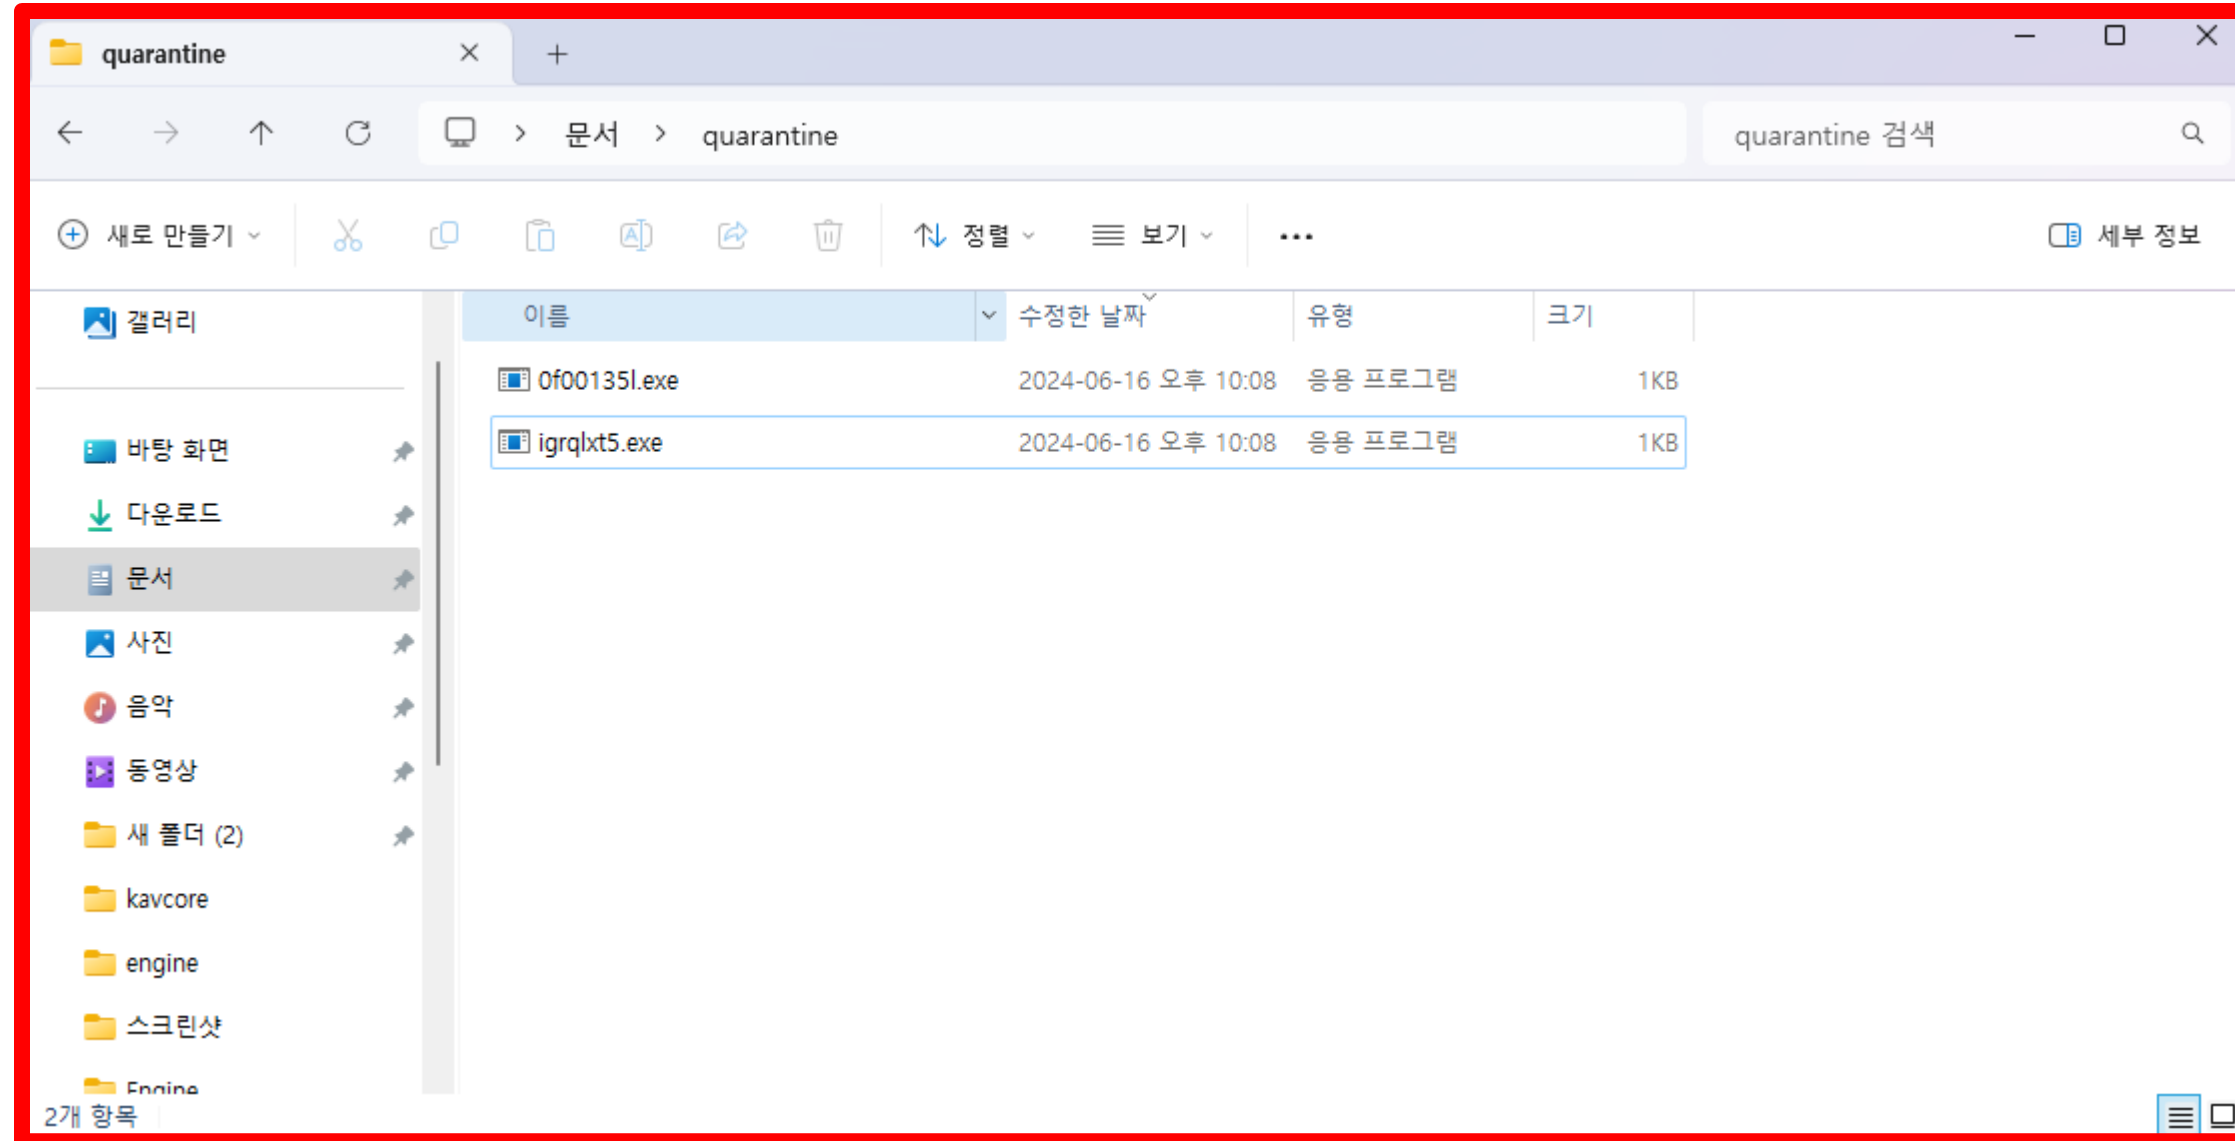 quarantine
문서 > quarantine
quarantine 검색
새로 만들기
정렬
보기
세부 정보
갤러리
바탕 화면
다운로드
문서
사진
음악
동영상
새 폴더 (2)
kavcore
engine
스크린샷
Engine
이름 수정한 날짜 유형 크기
0f00135l.exe 2024-06-16 오후 10:08 응용 프로그램 1KB
igrqlxt5.exe 2024-06-16 오후 10:08 응용 프로그램 1KB
2개 항목